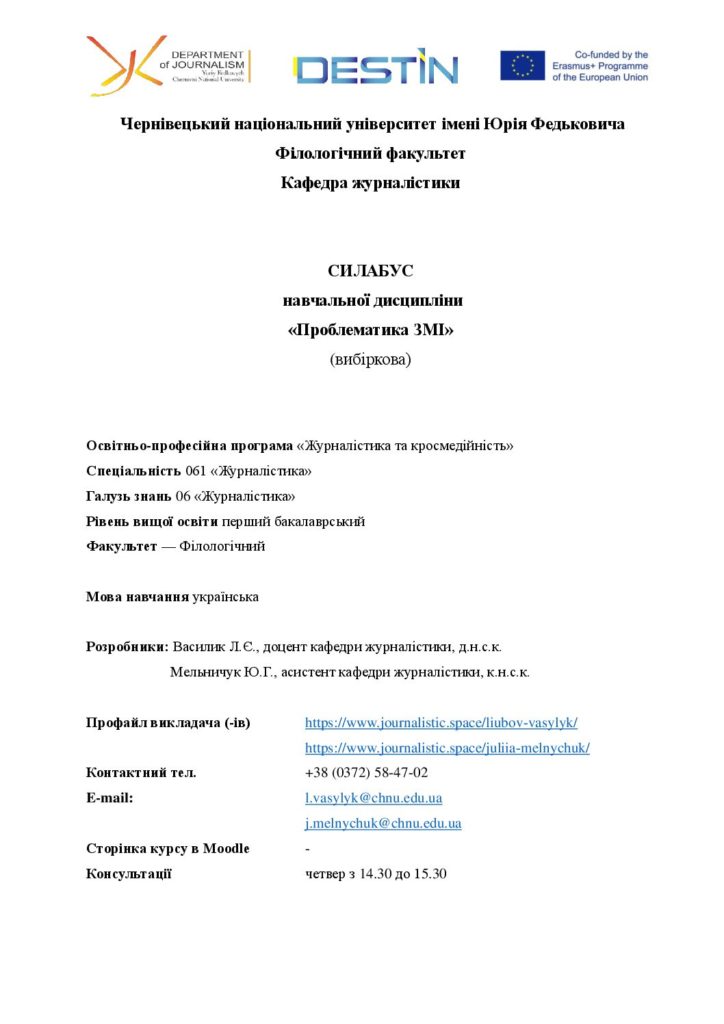 DEPARTMENT
of JOURNALISM
Yuriy Fedkovych
Chernivtsi National University
DESTIN
Co-funded by the
Erasmus+ Programme
of the European Union
Чернівецький національний університет імені Юрія Федьковича
Філологічний факультет
Кафедра журналістики
СИЛАБУС
навчальної дисципліни
«Проблематика ЗМІ»
(вибіркова)
Освітньо-професійна програма «Журналістика та кросмедійність»
Спеціальність 061 «Журналістика»
Галузь знань 06 «Журналістика»
Рівень вищої освіти перший бакалаврський
Факультет — Філологічний
Мова навчання українська
Розробники: Василик Л.Є., доцент кафедри журналістики, д.н.с.к.
Мельничук Ю.Г., асистент кафедри журналістики, к.н.с.к.
Профайл викладача (-ів) https://www.journalistic.space/liubov-vasylyk/
https://www.journalistic.space/juliia-melnychuk/
Контактний тел. +38 (0372) 58-47-02
E-mail: l.vasylyk@chnu.edu.ua
j.melnychuk@chnu.edu.ua
Сторінка курсу в Moodle -
Консультації четвер з 14.30 до 15.30